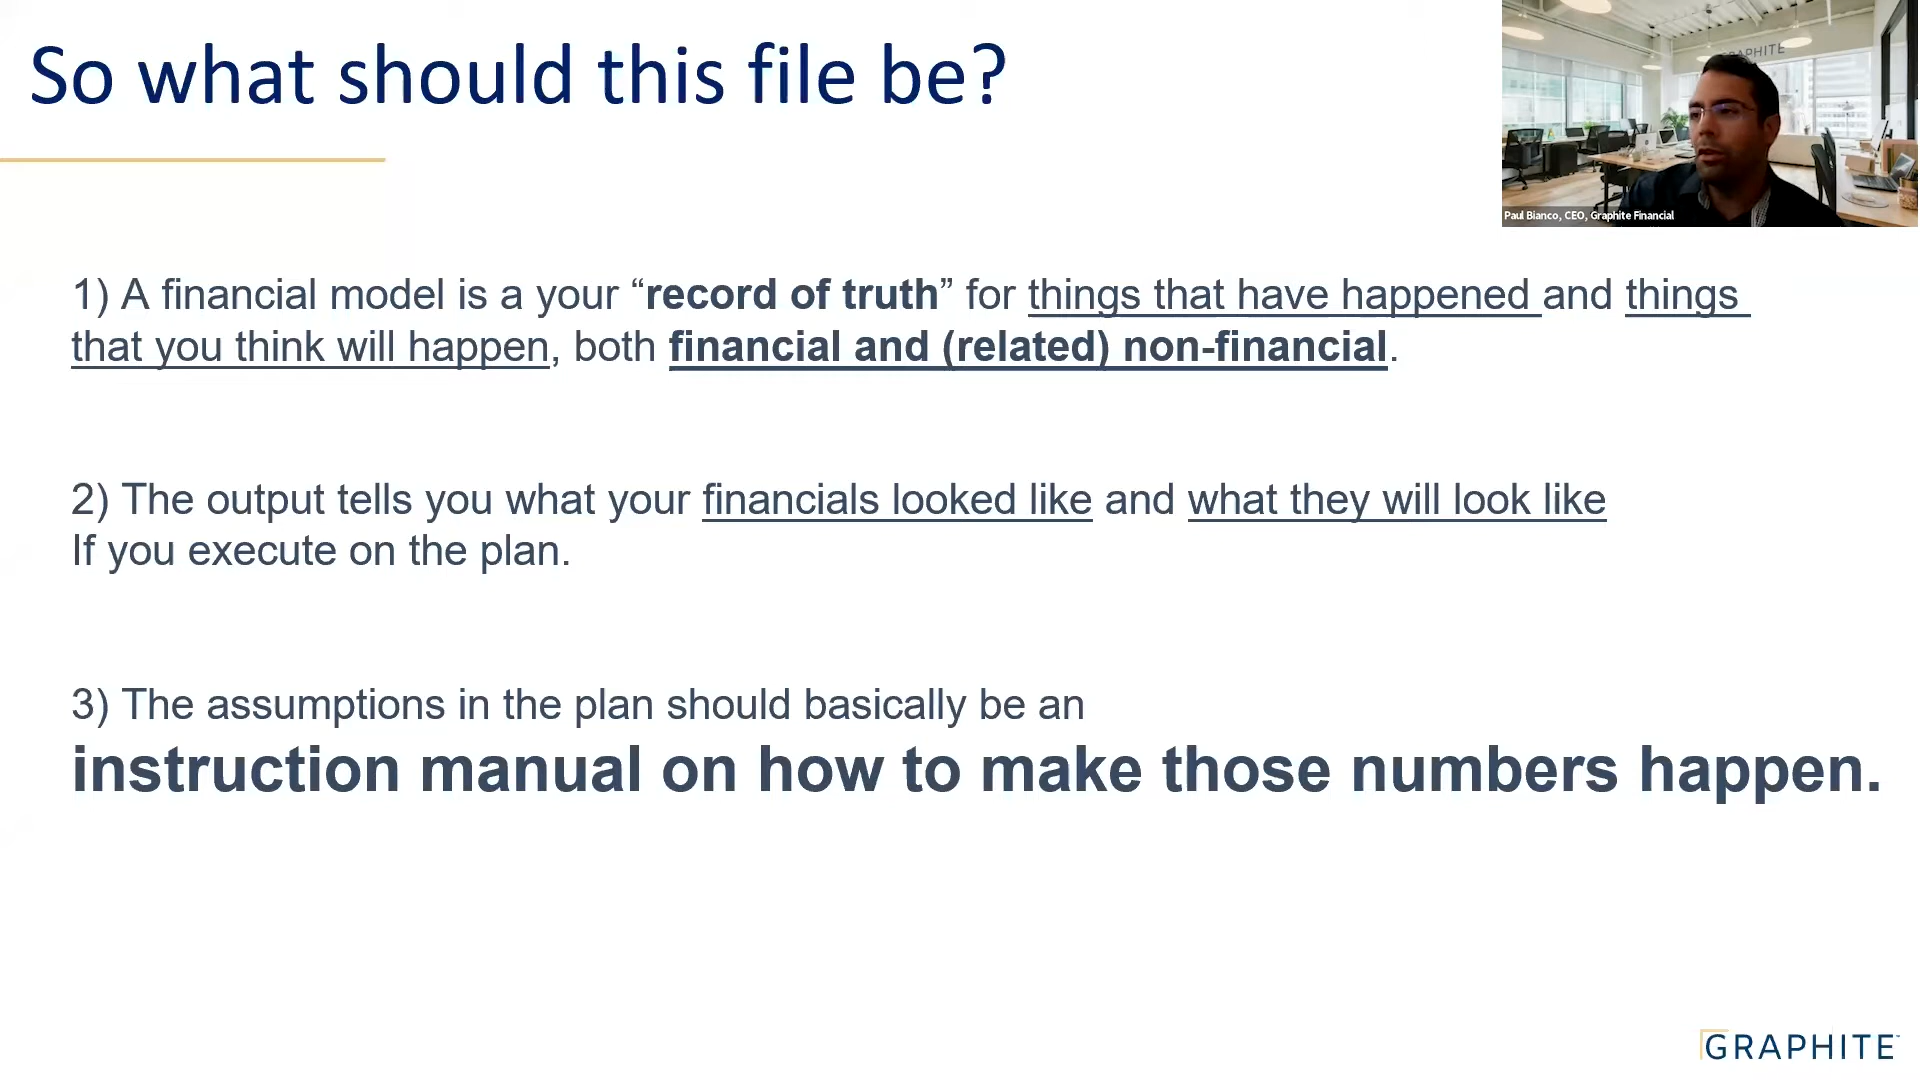 So what should this file be?
GRAPHITE
Paul Bianco, CEO, Graphite Financial
1) A financial model is a your “record of truth” for things that have happened and things
that you think will happen, both financial and (related) non-financial.
2) The output tells you what your financials looked like and what they will look like
If you execute on the plan.
3) The assumptions in the plan should basically be an
instruction manual on how to make those numbers happen.
GRAPHITE